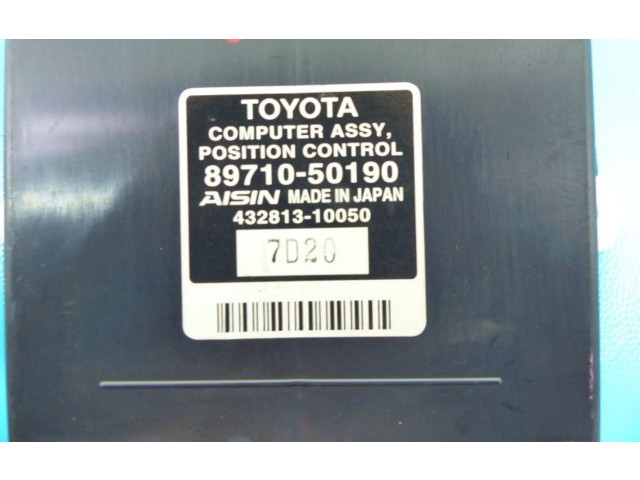 TOYOTA
COMPUTER ASSY,
POSITION CONTROL
89710-50190
AISIN MADE IN JAPAN
432813-10050
7D20